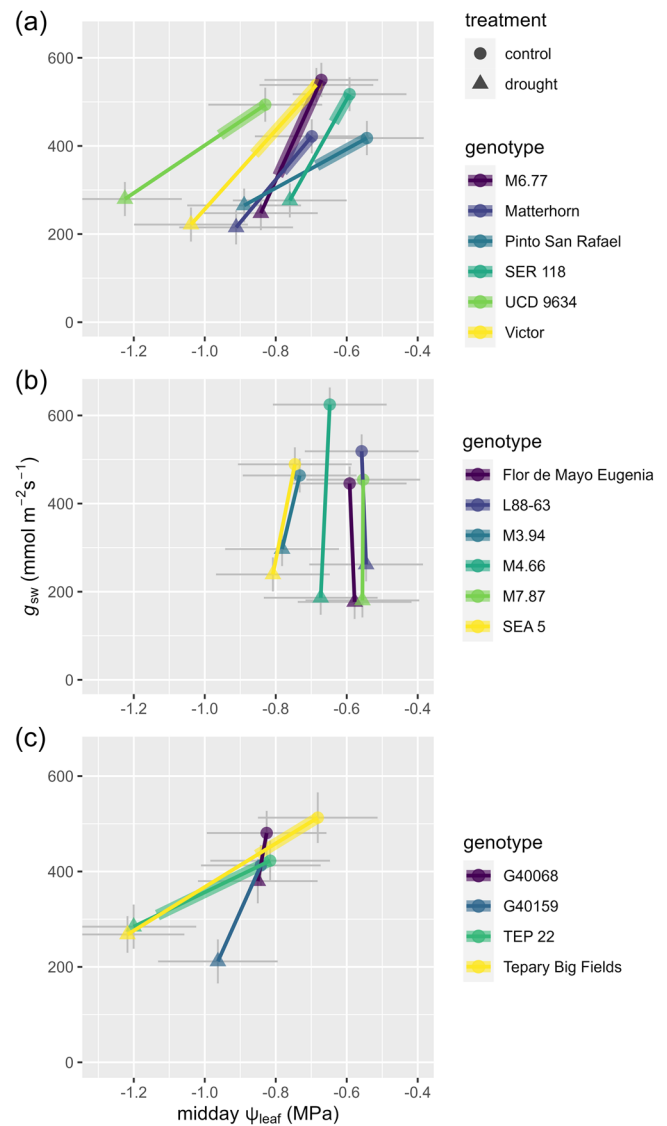 (a)
600
400
200
0
-1.2 -1.0 -0.8 -0.6 -0.4
treatment
control
drought
genotype
M6.77
Matterhorn
Pinto San Rafael
SER 118
UCD 9634
Victor
(b)
600
400
200
0
gsw (mmol m−2s−1)
-1.2 -1.0 -0.8 -0.6 -0.4
genotype
Flor de Mayo Eugenia
L88-63
M3.94
M4.66
M7.87
SEA 5
(c)
600
400
200
0
-1.2 -1.0 -0.8 -0.6 -0.4
midday ψleaf (MPa)
genotype
G40068
G40159
TEP 22
Tepary Big Fields